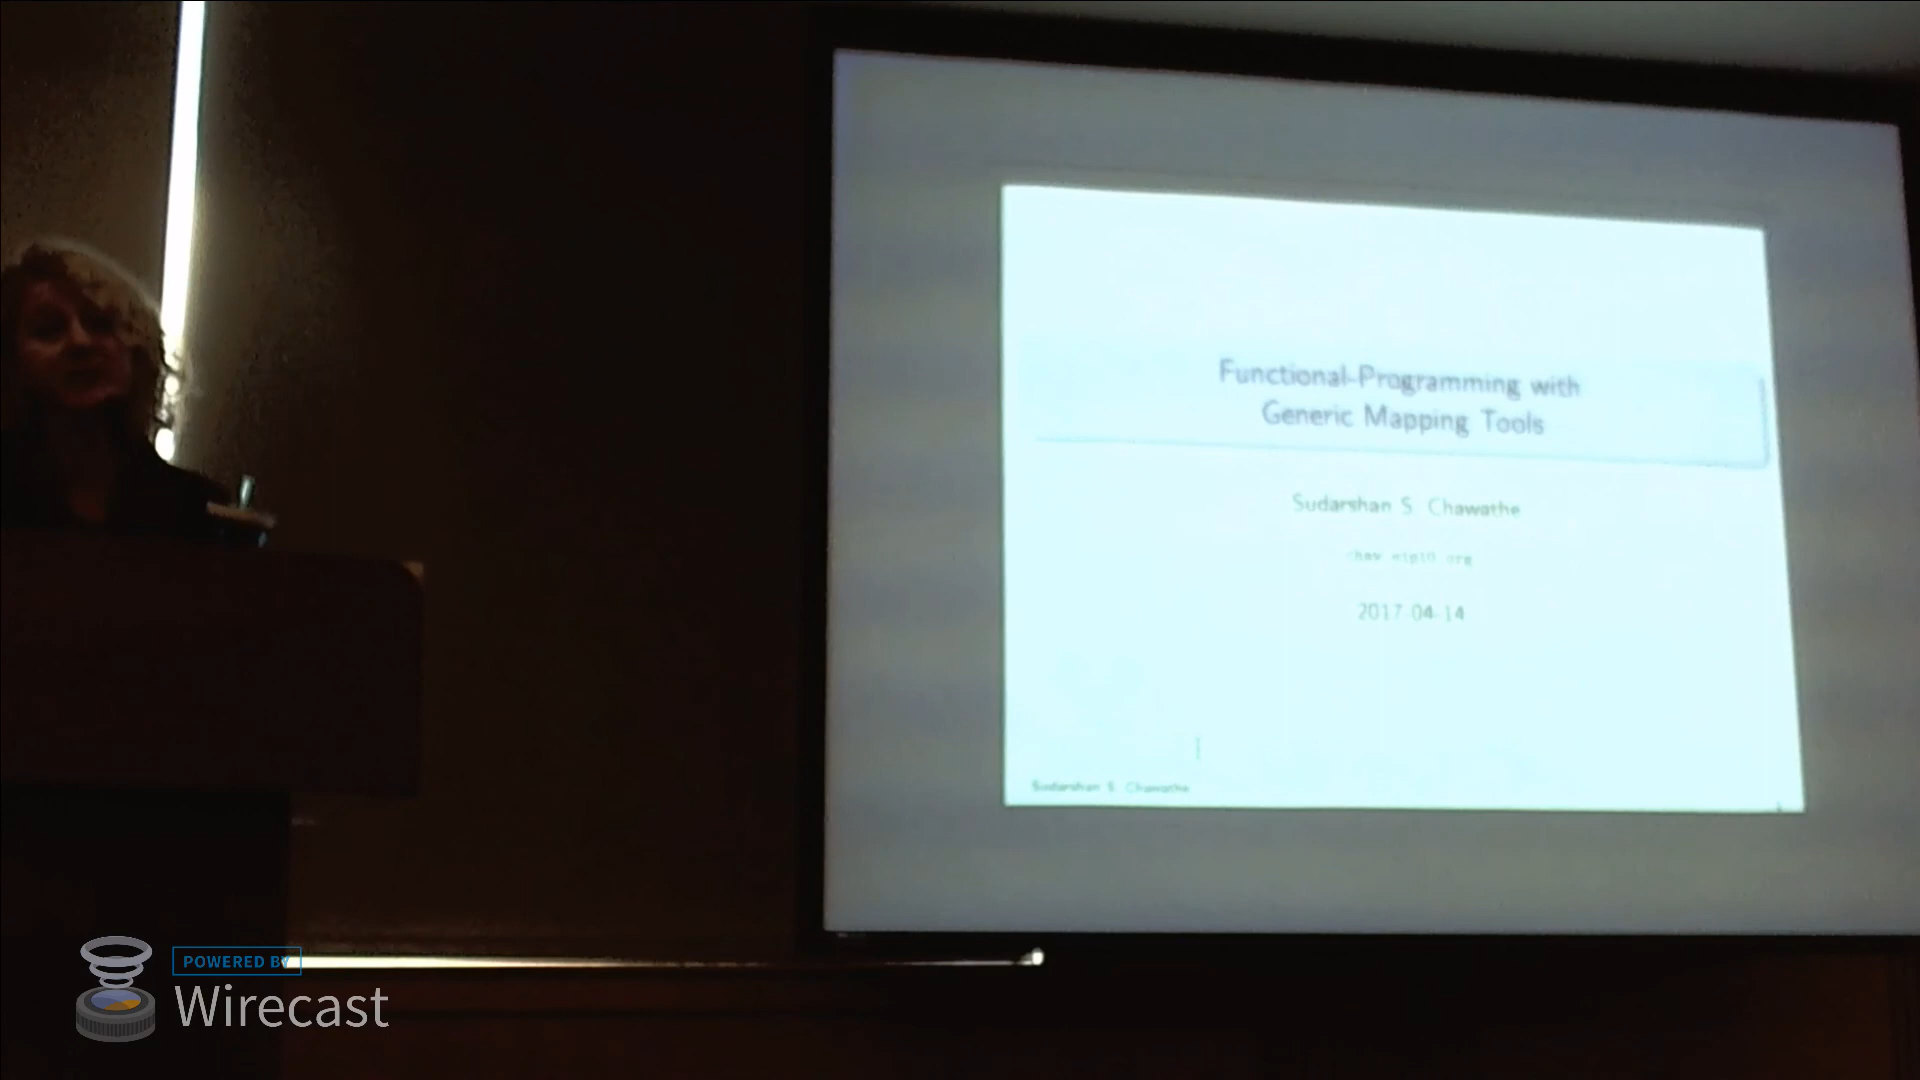 Functional-Programming with
Generic Mapping Tools
Sudarshan S. Chawathe
2017-04-14
Sudarshan S. Chawathe
POWERED BY
Wirecast